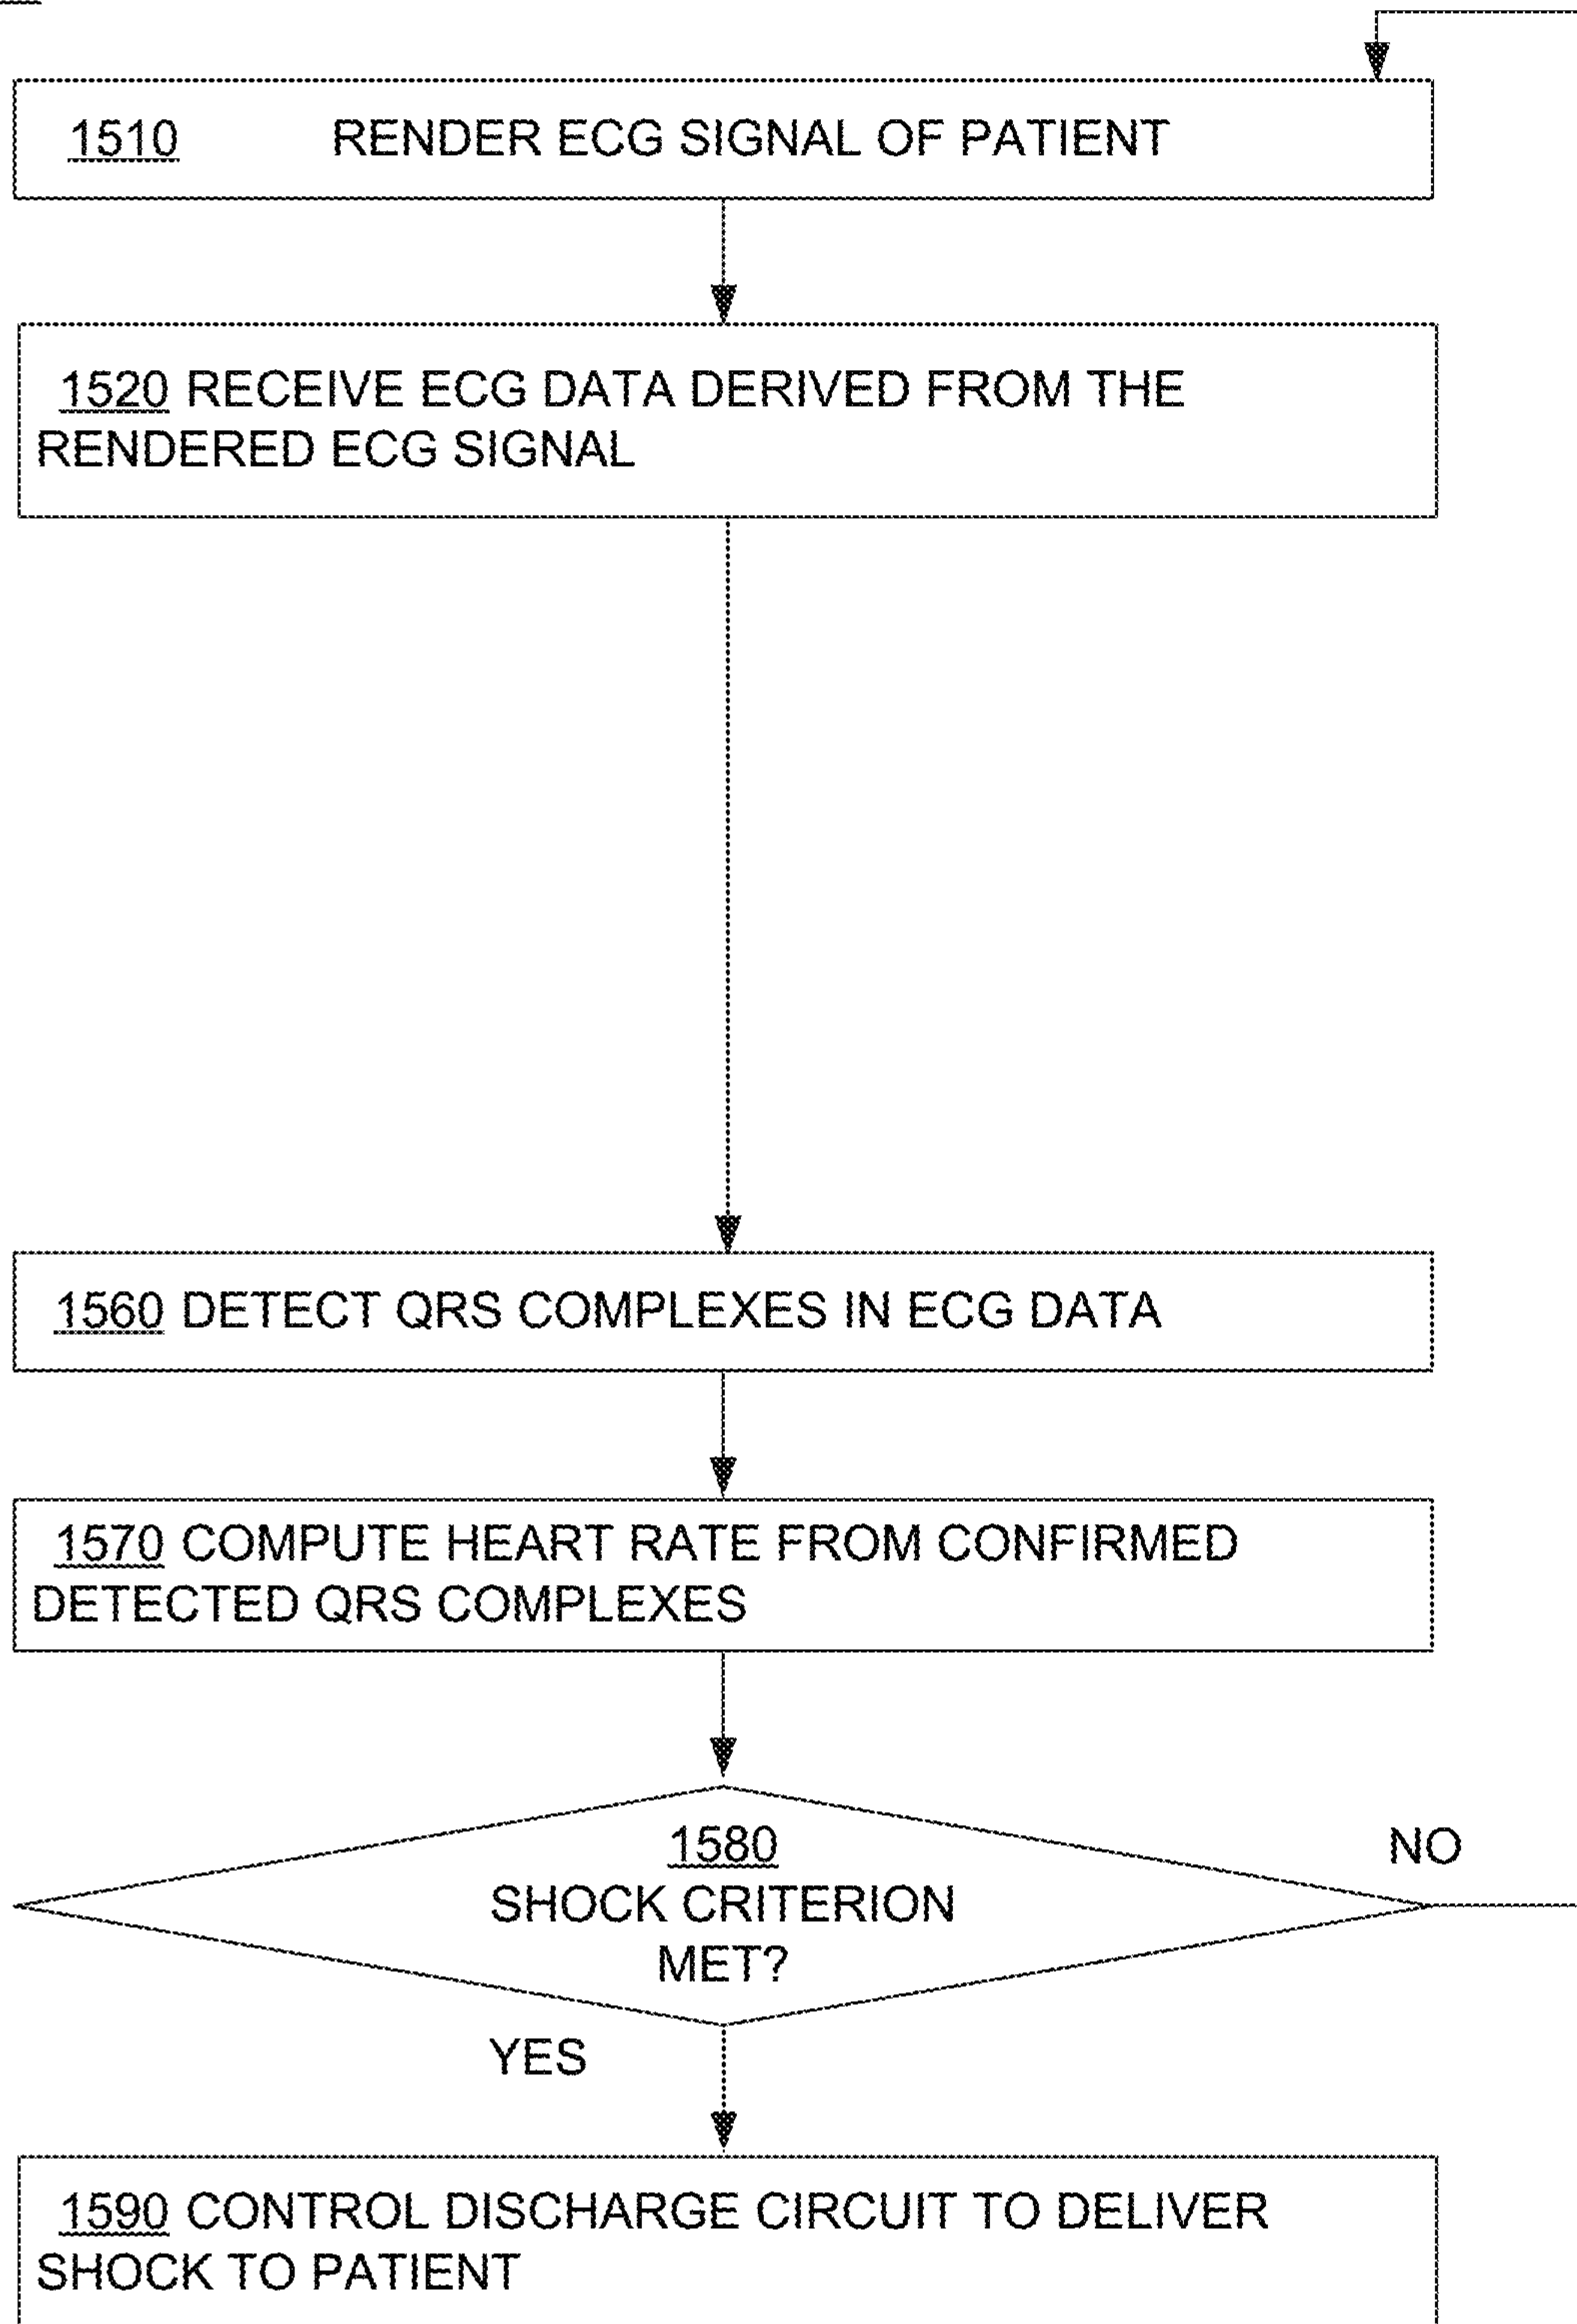 1510 RENDER ECG SIGNAL OF PATIENT
1520 RECEIVE ECG DATA DERIVED FROM THE
RENDERED ECG SIGNAL
1560 DETECT QRS COMPLEXES IN ECG DATA
1570 COMPUTE HEART RATE FROM CONFIRMED
DETECTED QRS COMPLEXES
1580
SHOCK CRITERION
MET?
NO
YES
1590 CONTROL DISCHARGE CIRCUIT TO DELIVER
SHOCK TO PATIENT